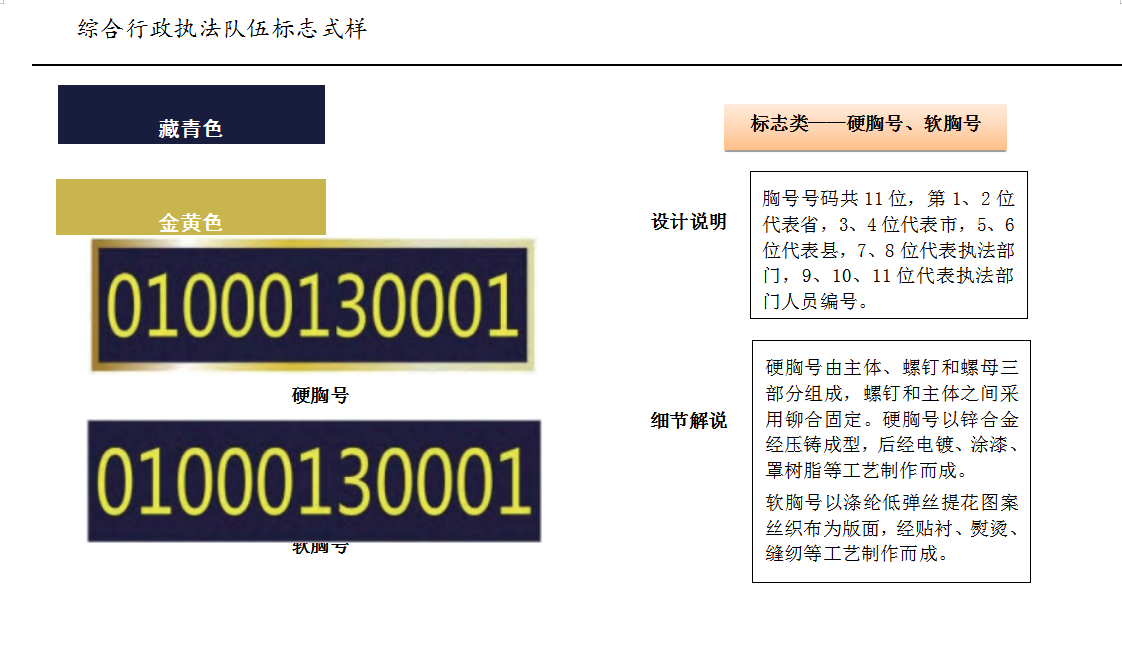 综合行政执法队伍标志式样
藏青色
金黄色
01000130001
硬胸号
01000130001
软胸号
标志类——硬胸号、软胸号
设计说明
胸号号码共 11 位，第 1、2 位
代表省，3、4 位代表市，5、6
位代表县，7、8 位代表执法部
门，9、10、11 位代表执法部
门人员编号。
细节解说
硬胸号由主体、螺钉和螺母三
部分组成，螺钉和主体之间采
用铆合固定。硬胸号以锌合金
经压铸成型，后经电镀、涂漆、
罩树脂等工艺制作而成。
软胸号以涤纶低弹丝提花图案
丝织布为版面，经贴衬、熨烫、
缝纫等工艺制作而成。